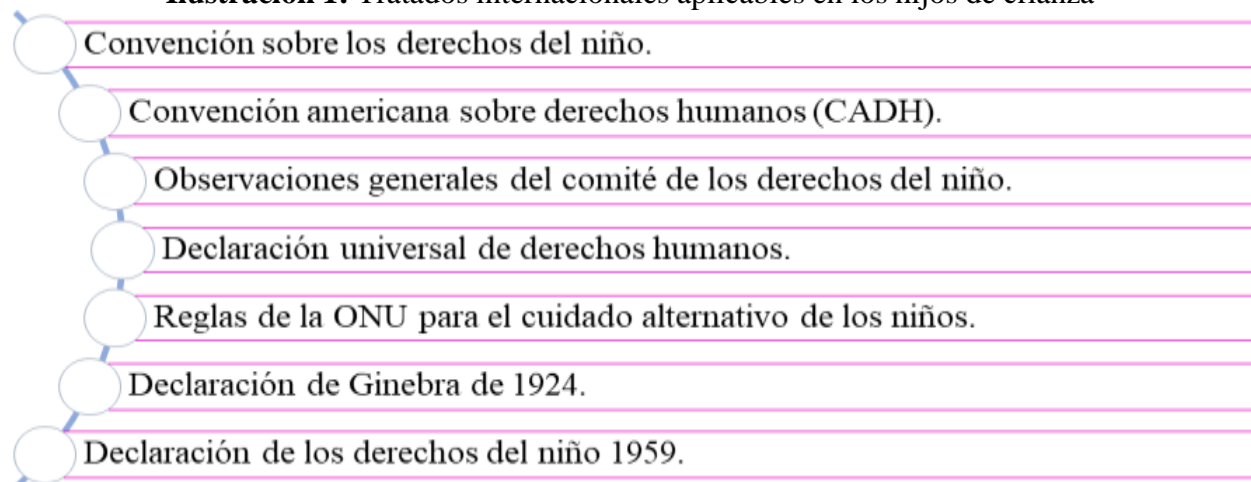 Ilustración 1. Tratados internacionales aplicables en los hijos de crianza
Convención sobre los derechos del niño.
Convención americana sobre derechos humanos (CADH).
Observaciones generales del comité de los derechos del niño.
Declaración universal de derechos humanos.
Reglas de la ONU para el cuidado alternativo de los niños.
Declaración de Ginebra de 1924.
Declaración de los derechos del niño 1959.